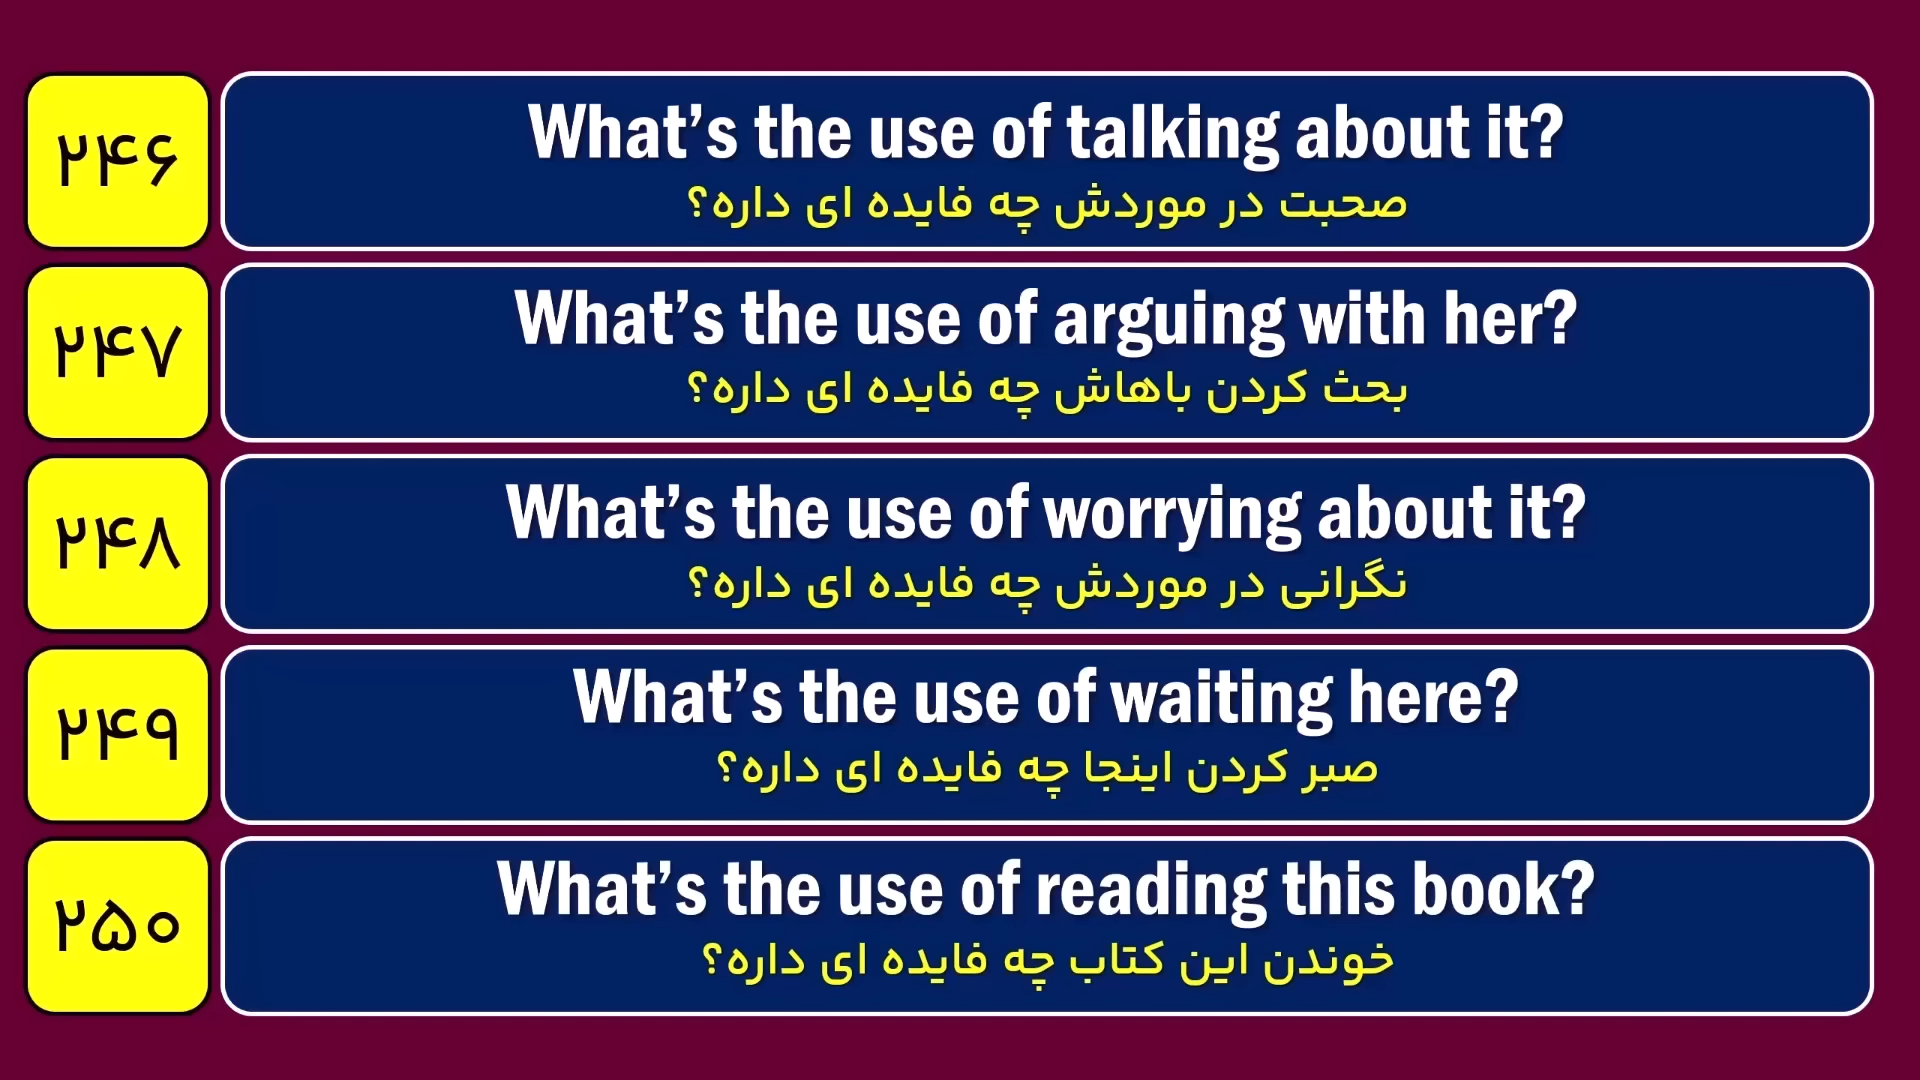 ۲۴۶
What’s the use of talking about it?
صحبت در موردش چه فایده ای داره؟
۲۴۷
What’s the use of arguing with her?
بحث کردن باهاش چه فایده ای داره؟
۲۴۸
What’s the use of worrying about it?
نگرانی در موردش چه فایده ای داره؟
۲۴۹
What’s the use of waiting here?
صبر کردن اینجا چه فایده ای داره؟
۲۵۰
What’s the use of reading this book?
خوندن این کتاب چه فایده ای داره؟